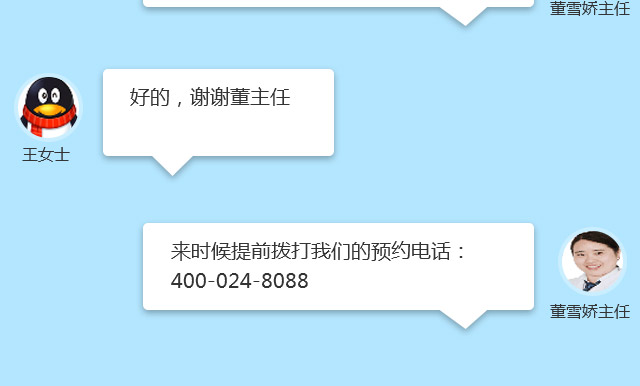 董雪娇主任
好的，谢谢董主任
王女士
来时候提前拨打我们的预约电话：
400-024-8088
董雪娇主任